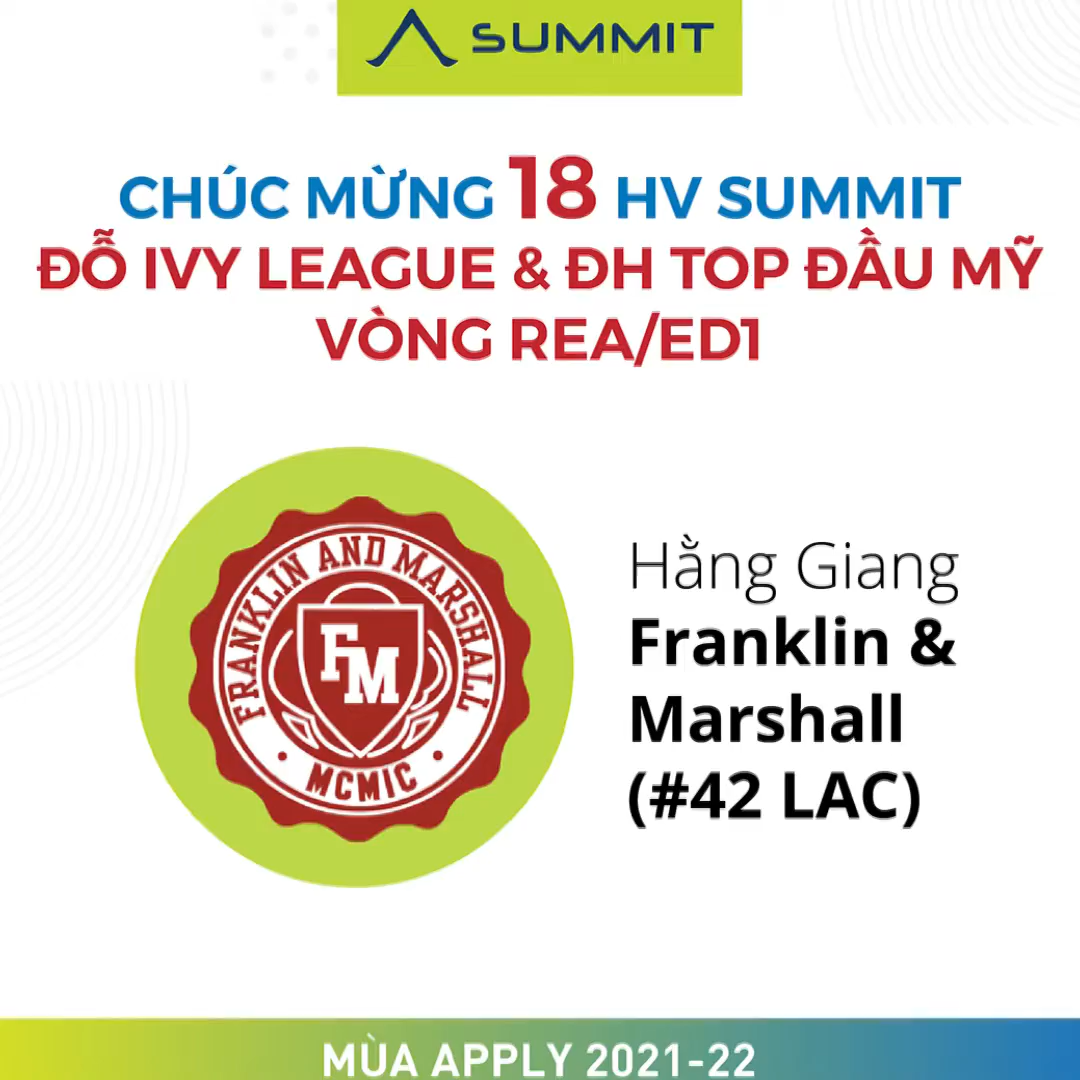 SUMMIT
CHÚC MỪNG 18 HV SUMMIT
ĐỖ IVY LEAGUE & ĐH TOP ĐẦU MỸ
VÒNG REA/ED1
FRANKLIN AND MARSHALL
FM
MCMIC
Hằng Giang
Franklin &
Marshall
(#42 LAC)
MÙA APPLY 2021-22